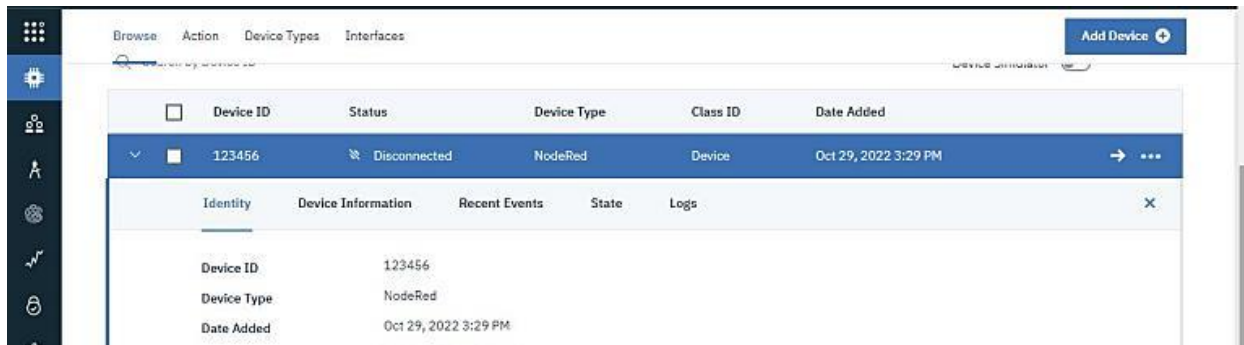 Browse Action Device Types Interfaces Add Device
Device Simulator
Device ID Status Device Type Class ID Date Added
123456 Disconnected NodeRed Device Oct 29, 2022 3:29 PM
Identity Device Information Recent Events State Logs
Device ID 123456
Device Type NodeRed
Date Added Oct 29, 2022 3:29 PM